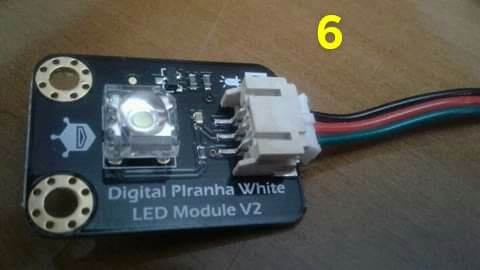 6
Digital PIranha White
LED Module V2